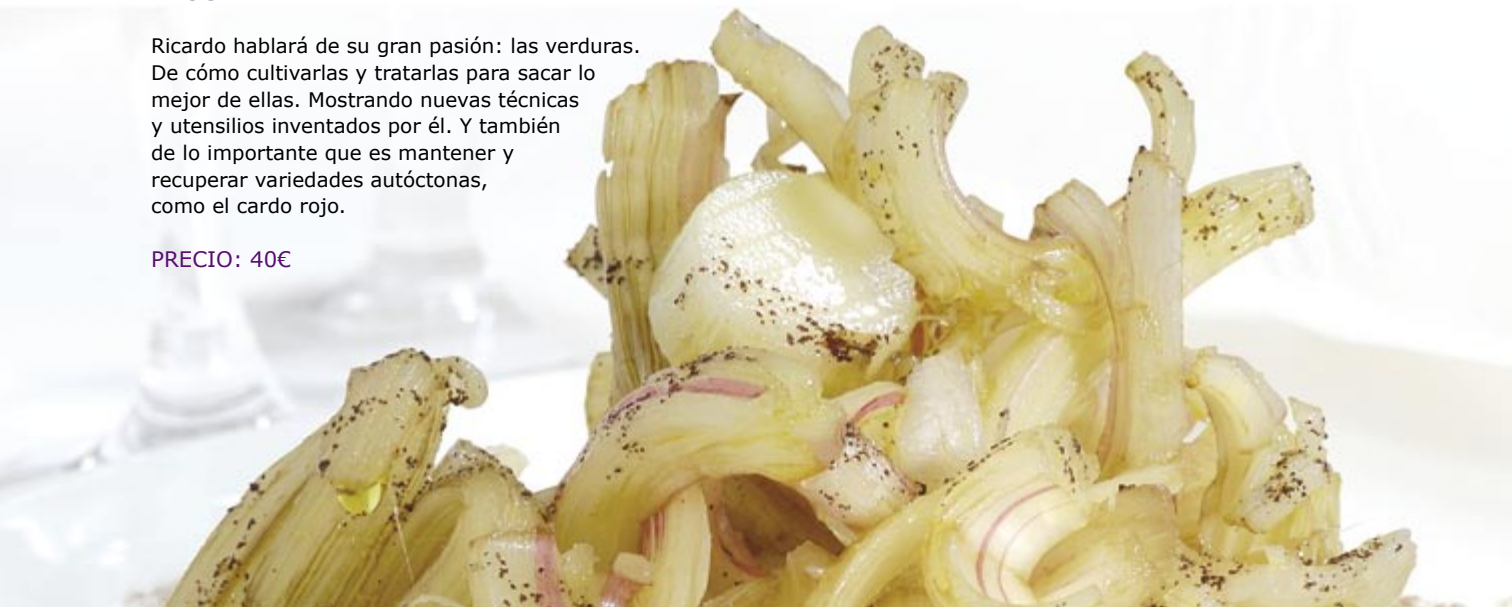 Ricardo hablará de su gran pasión: las verduras.
De cómo cultivarlas y tratarlas para sacar lo
mejor de ellas. Mostrando nuevas técnicas
y utensilios inventados por él. Y también
de lo importante que es mantener y
recuperar variedades autóctonas,
como el cardo rojo.
PRECIO: 40€